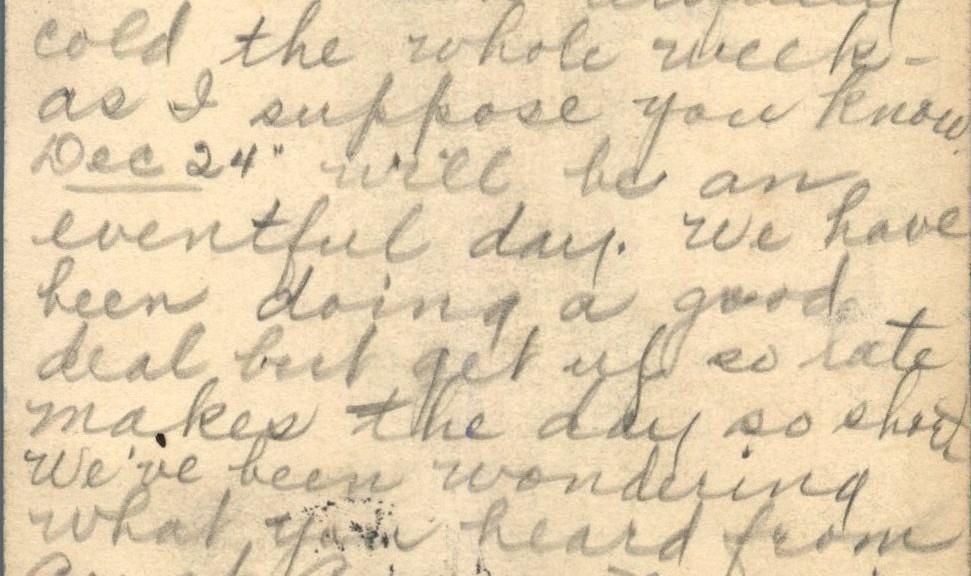 cold the whole week-
as I suppose you know.
Dec 24" will be an
eventful day. We have
been doing a good
deal but get up so late
makes the day so short
We've been wondering
what you heard from